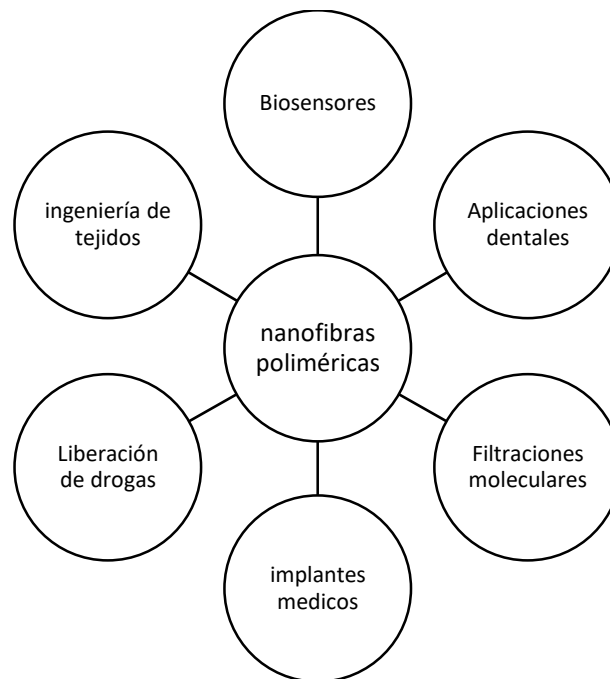 Biosensores
ingeniería de
tejidos
Aplicaciones
dentales
nanofibras
poliméricas
Liberación
de drogas
Filtraciones
moleculares
implantes
medicos